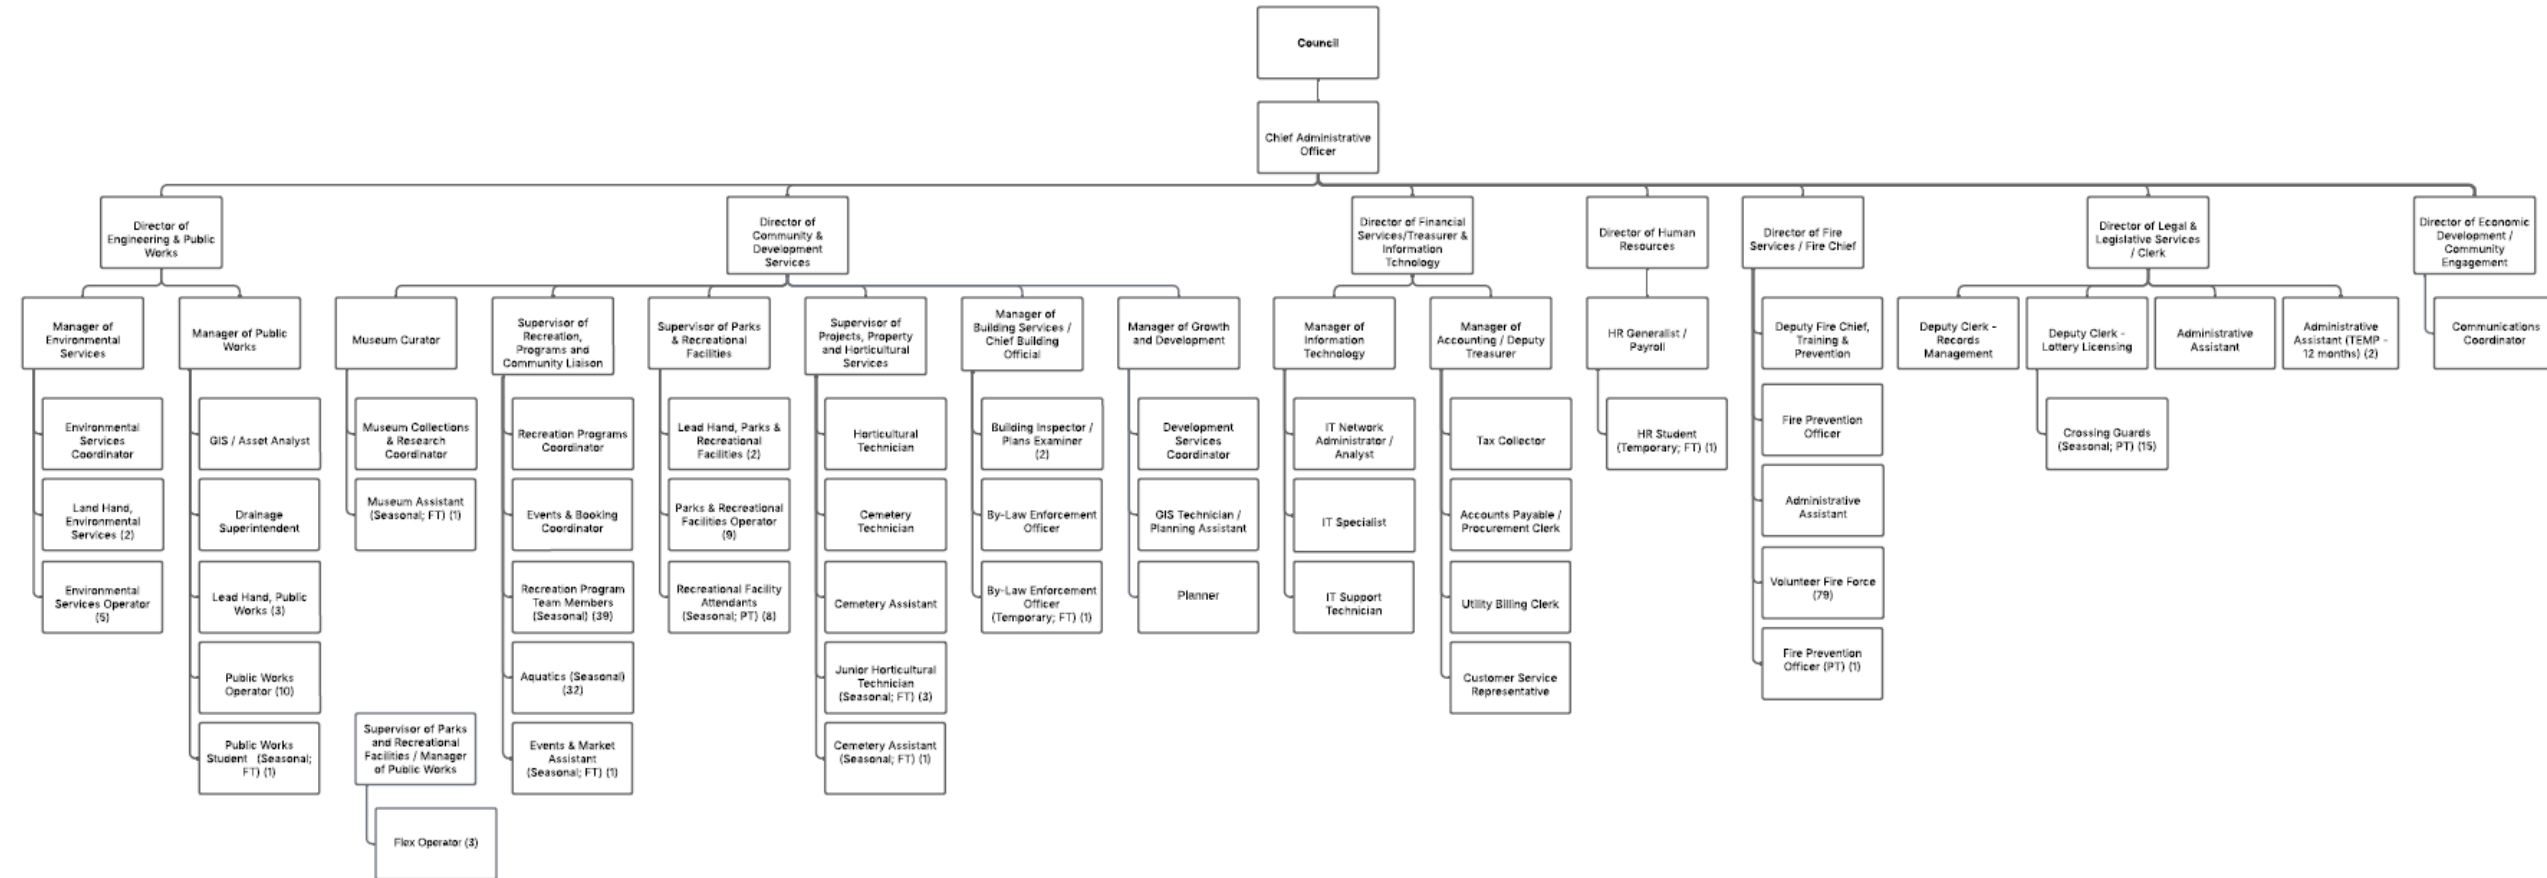 Council
Chief Administrative
Officer
Director of
Engineering & Public
Works
Director of
Community &
Development
Services
Director of Financial
Services/Treasurer &
Information
Tchnology
Director of Human
Resources
Director of Fire
Services / Fire Chief
Director of Legal &
Legislative Services
/ Clerk
Director of Economic
Development /
Community
Engagement
Manager of
Environmental
Services
Manager of Public
Works
Museum Curator
Supervisor of
Recreation,
Programs and
Community Liaison
Supervisor of Parks
& Recreational
Facilities
Supervisor of
Projects, Property
and Horticultural
Services
Manager of
Building Services /
Chief Building
Official
Manager of Growth
and Development
Manager of
Information
Technology
Manager of
Accounting / Deputy
Treasurer
HR Generalist /
Payroll
Deputy Fire Chief,
Training &
Prevention
Deputy Clerk -
Records
Management
Deputy Clerk -
Lottery Licensing
Administrative
Assistant
Administrative
Assistant (TEMP -
12 months) (2)
Communications
Coordinator
Environmental
Services
Coordinator
GIS / Asset Analyst
Museum Collections
& Research
Coordinator
Recreation Programs
Coordinator
Lead Hand, Parks &
Recreational
Facilities (2)
Horticultural
Technician
Building Inspector /
Plans Examiner
(2)
Development
Services
Coordinator
IT Network
Administrator /
Analyst
Tax Collector
HR Student
(Temporary; FT) (1)
Fire Prevention
Officer
Crossing Guards
(Seasonal; PT) (15)
Land Hand,
Environmental
Services (2)
Drainage
Superintendent
Museum Assistant
(Seasonal; FT) (1)
Events & Booking
Coordinator
Parks & Recreational
Facilities Operator
(9)
Cemetery
Technician
By-Law Enforcement
Officer
GIS Technician /
Planning Assistant
IT Specialist
Accounts Payable /
Procurement Clerk
Administrative
Assistant
Environmental
Services Operator
(5)
Lead Hand, Public
Works (3)
Recreation Program
Team Members
(Seasonal) (39)
Recreational Facility
Attendants
(Seasonal; PT) (8)
Cemetery Assistant
By-Law Enforcement
Officer
(Temporary; FT) (1)
Planner
IT Support
Technician
Utility Billing Clerk
Volunteer Fire Force
(79)
Public Works
Operator (10)
Aquatics (Seasonal)
(32)
Junior Horticultural
Technician
(Seasonal; FT) (3)
Customer Service
Representative
Fire Prevention
Officer (PT) (1)
Public Works
Student (Seasonal;
FT) (1)
Supervisor of Parks
and Recreational
Facilities / Manager
of Public Works
Events & Market
Assistant
(Seasonal; FT) (1)
Cemetery Assistant
(Seasonal; FT) (1)
Flex Operator (3)